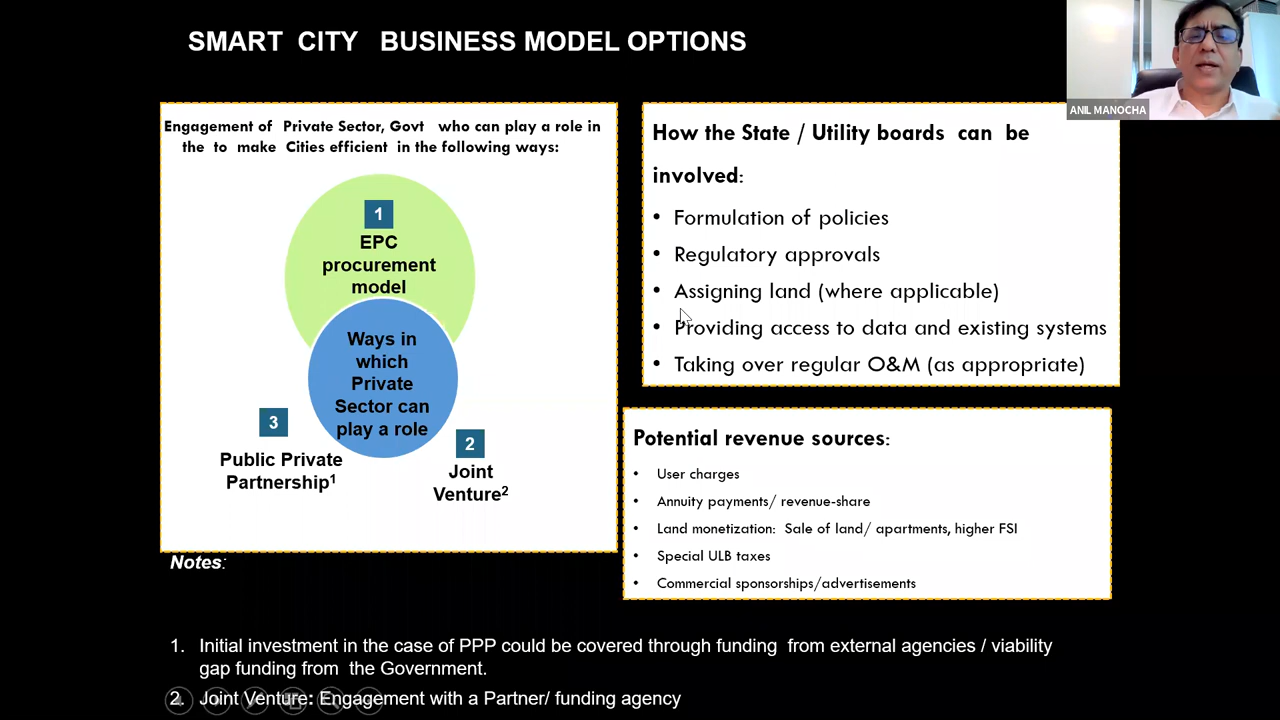 SMART CITY BUSINESS MODEL OPTIONS
ANIL MANOCHA
Engagement of Private Sector, Govt who can play a role in
the to make Cities efficient in the following ways:
1
EPC
procurement
model
Ways in
which
Private
Sector can
play a role
3
Public Private
Partnership¹
2
Joint
Venture²
How the State / Utility boards can be
involved:
• Formulation of policies
• Regulatory approvals
• Assigning land (where applicable)
• Providing access to data and existing systems
• Taking over regular O&M (as appropriate)
Potential revenue sources:
• User charges
• Annuity payments/ revenue-share
• Land monetization: Sale of land/ apartments, higher FSI
• Special ULB taxes
• Commercial sponsorships/advertisements
Notes:
1. Initial investment in the case of PPP could be covered through funding from external agencies / viability
gap funding from the Government.
2. Joint Venture: Engagement with a Partner/ funding agency